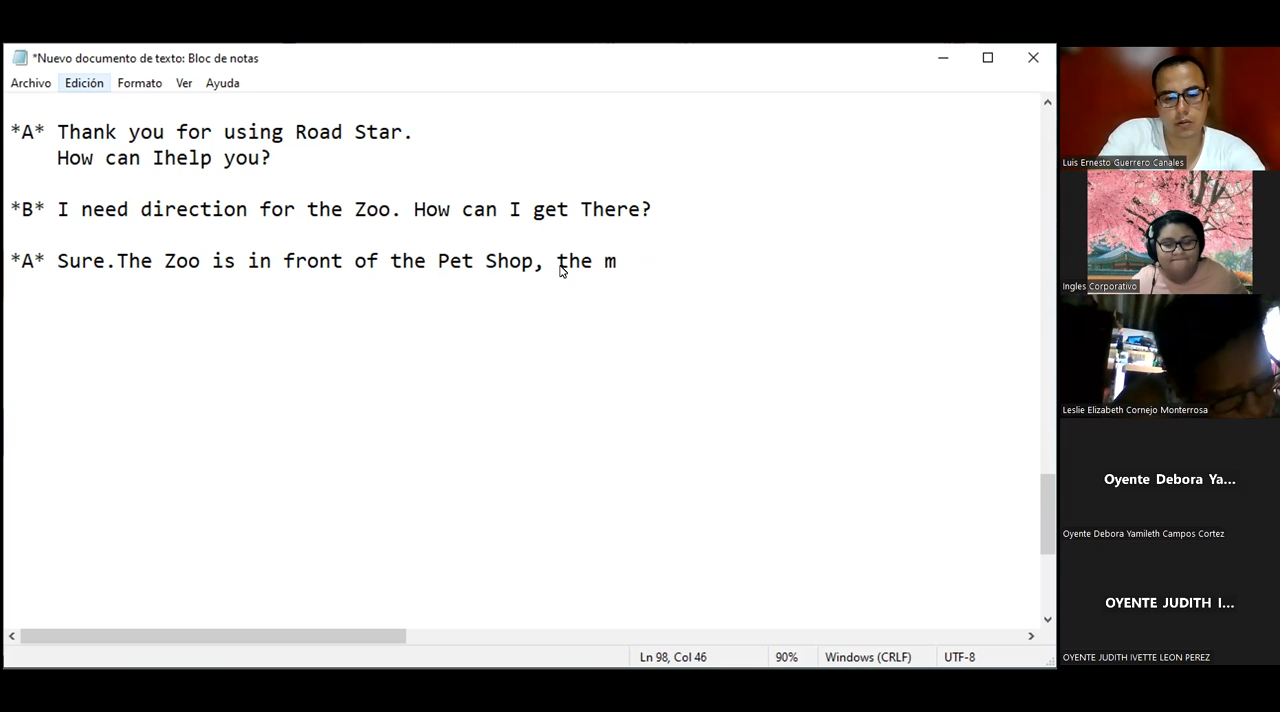 *Nuevo documento de texto: Bloc de notas
Archivo Edición Formato Ver Ayuda
*A* Thank you for using Road Star.
How can Ihelp you?
*B* I need direction for the Zoo. How can I get There?
*A* Sure.The Zoo is in front of the Pet Shop, the m
Ln 98, Col 46 90% Windows (CRLF) UTF-8
Luis Ernesto Guerrero Canales
Ingles Corporativo
Leslie Elizabeth Cornejo Monterrosa
Oyente Debora Ya...
Oyente Debora Yamileth Campos Cortez
OYENTE JUDITH I...
OYENTE JUDITH IVETTE LEON PEREZ